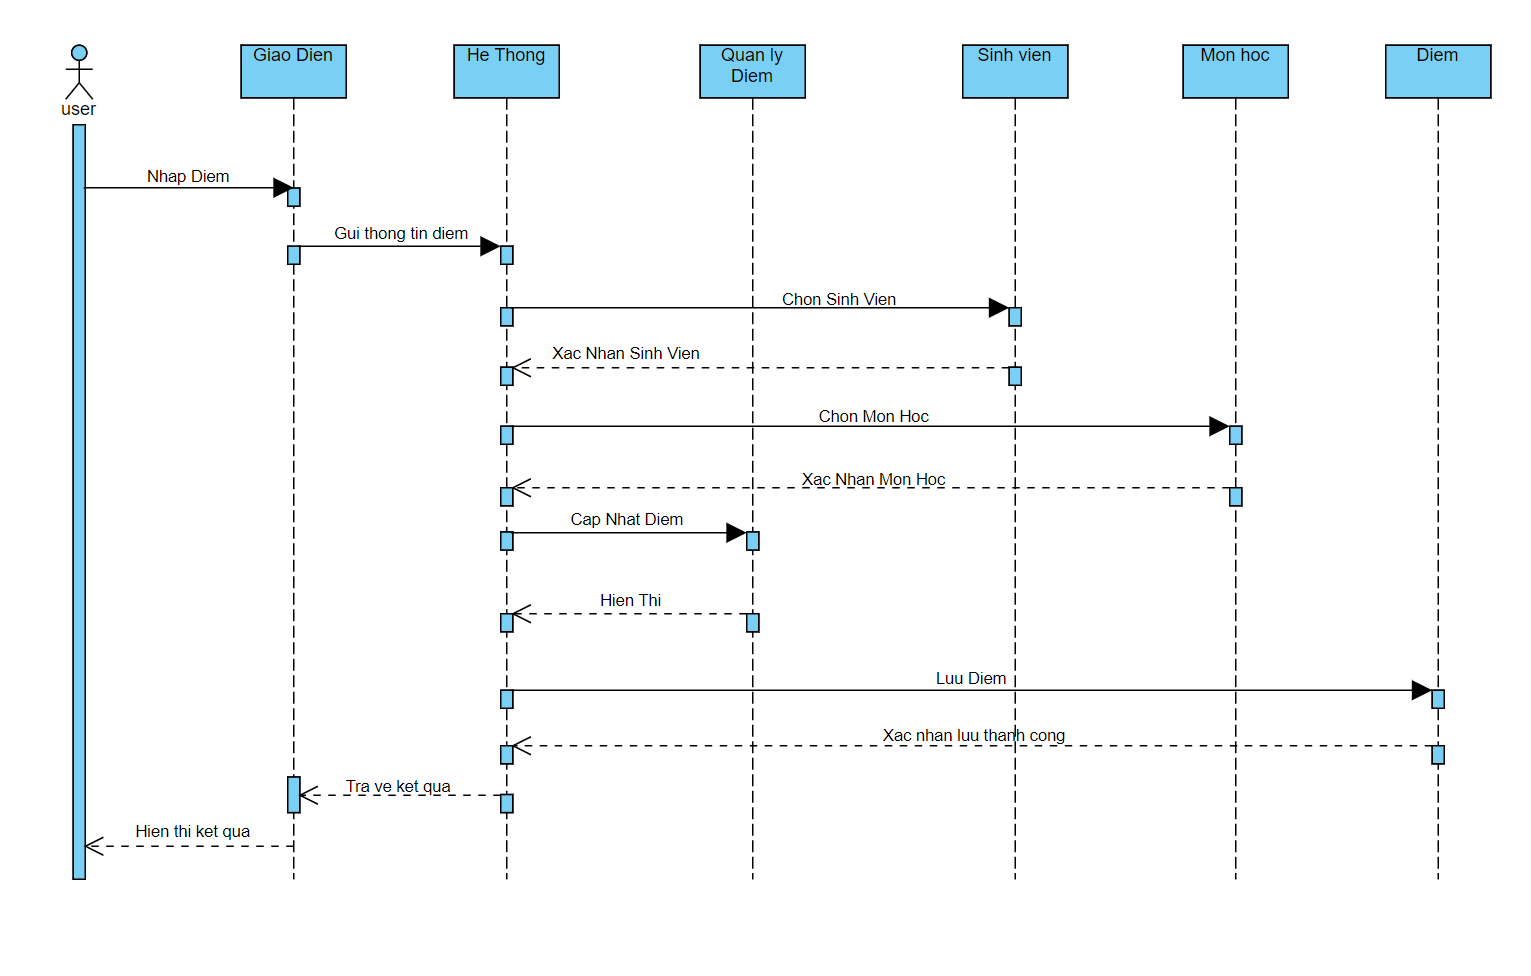 user
Giao Dien
He Thong
Quan ly
Diem
Sinh vien
Mon hoc
Diem
Nhap Diem
Gui thong tin diem
Chon Sinh Vien
Xac Nhan Sinh Vien
Chon Mon Hoc
Xac Nhan Mon Hoc
Cap Nhat Diem
Hien Thi
Luu Diem
Xac nhan luu thanh cong
Tra ve ket qua
Hien thi ket qua